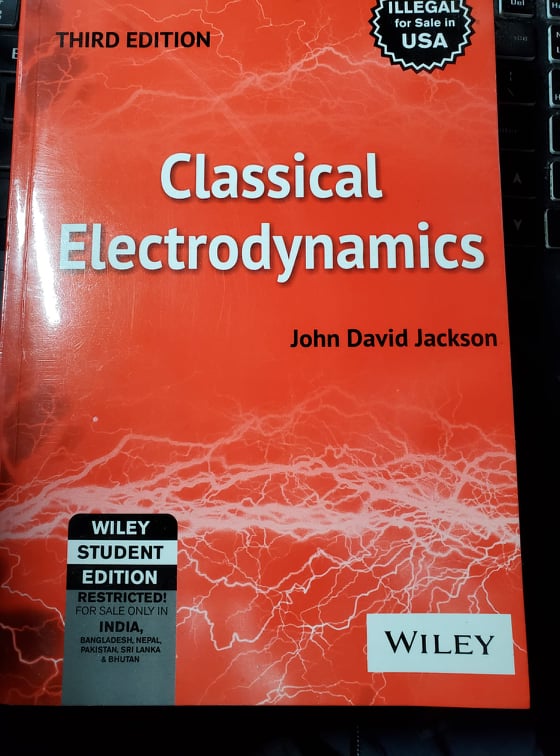 ILLEGAL
for Sale in
USA
THIRD EDITION
Classical
Electrodynamics
John David Jackson
WILEY
STUDENT
EDITION
RESTRICTED!
FOR SALE ONLY IN
INDIA,
BANGLADESH, NEPAL,
PAKISTAN, SRI LANKA
& BHUTAN
WILEY